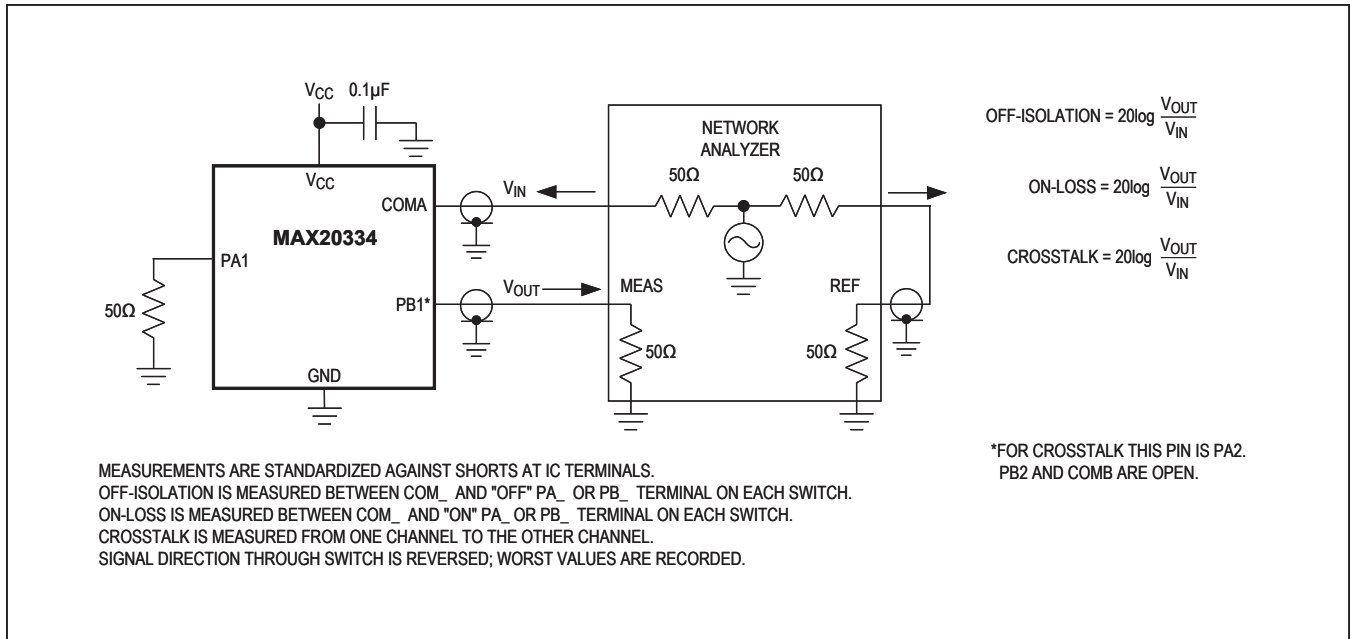 VCC 0.1µF
VCC
COMA
MAX20334
PA1
50Ω
PB1*
GND
VIN
VOUT
NETWORK
ANALYZER
50Ω 50Ω
MEAS REF
50Ω 50Ω
OFF-ISOLATION = 20log VOUT/VIN
ON-LOSS = 20log VOUT/VIN
CROSSTALK = 20log VOUT/VIN
*FOR CROSSTALK THIS PIN IS PA2.
PB2 AND COMB ARE OPEN.
MEASUREMENTS ARE STANDARDIZED AGAINST SHORTS AT IC TERMINALS.
OFF-ISOLATION IS MEASURED BETWEEN COM_ AND "OFF" PA_ OR PB_ TERMINAL ON EACH SWITCH.
ON-LOSS IS MEASURED BETWEEN COM_ AND "ON" PA_ OR PB_ TERMINAL ON EACH SWITCH.
CROSSTALK IS MEASURED FROM ONE CHANNEL TO THE OTHER CHANNEL.
SIGNAL DIRECTION THROUGH SWITCH IS REVERSED; WORST VALUES ARE RECORDED.